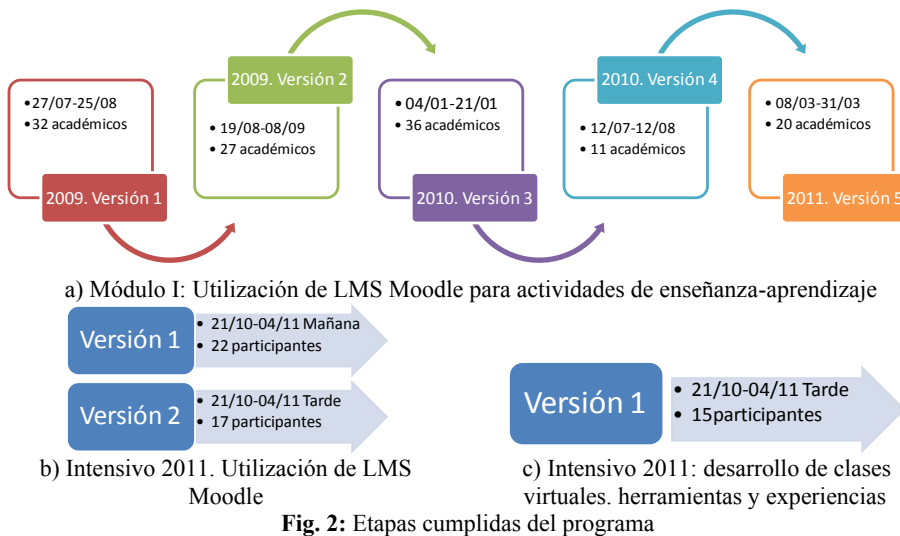 • 27/07-25/08
• 32 académicos
2009. Versión 1
2009. Versión 2
• 19/08-08/09
• 27 académicos
• 04/01-21/01
• 36 académicos
2010. Versión 3
2010. Versión 4
• 12/07-12/08
• 11 académicos
• 08/03-31/03
• 20 académicos
2011. Versión 5
a) Módulo I: Utilización de LMS Moodle para actividades de enseñanza-aprendizaje
Versión 1
• 21/10-04/11 Mañana
• 22 participantes
Versión 2
• 21/10-04/11 Tarde
• 17 participantes
b) Intensivo 2011. Utilización de LMS
Moodle
Versión 1
• 21/10-04/11 Tarde
• 15participantes
c) Intensivo 2011: desarrollo de clases
virtuales. herramientas y experiencias
Fig. 2: Etapas cumplidas del programa